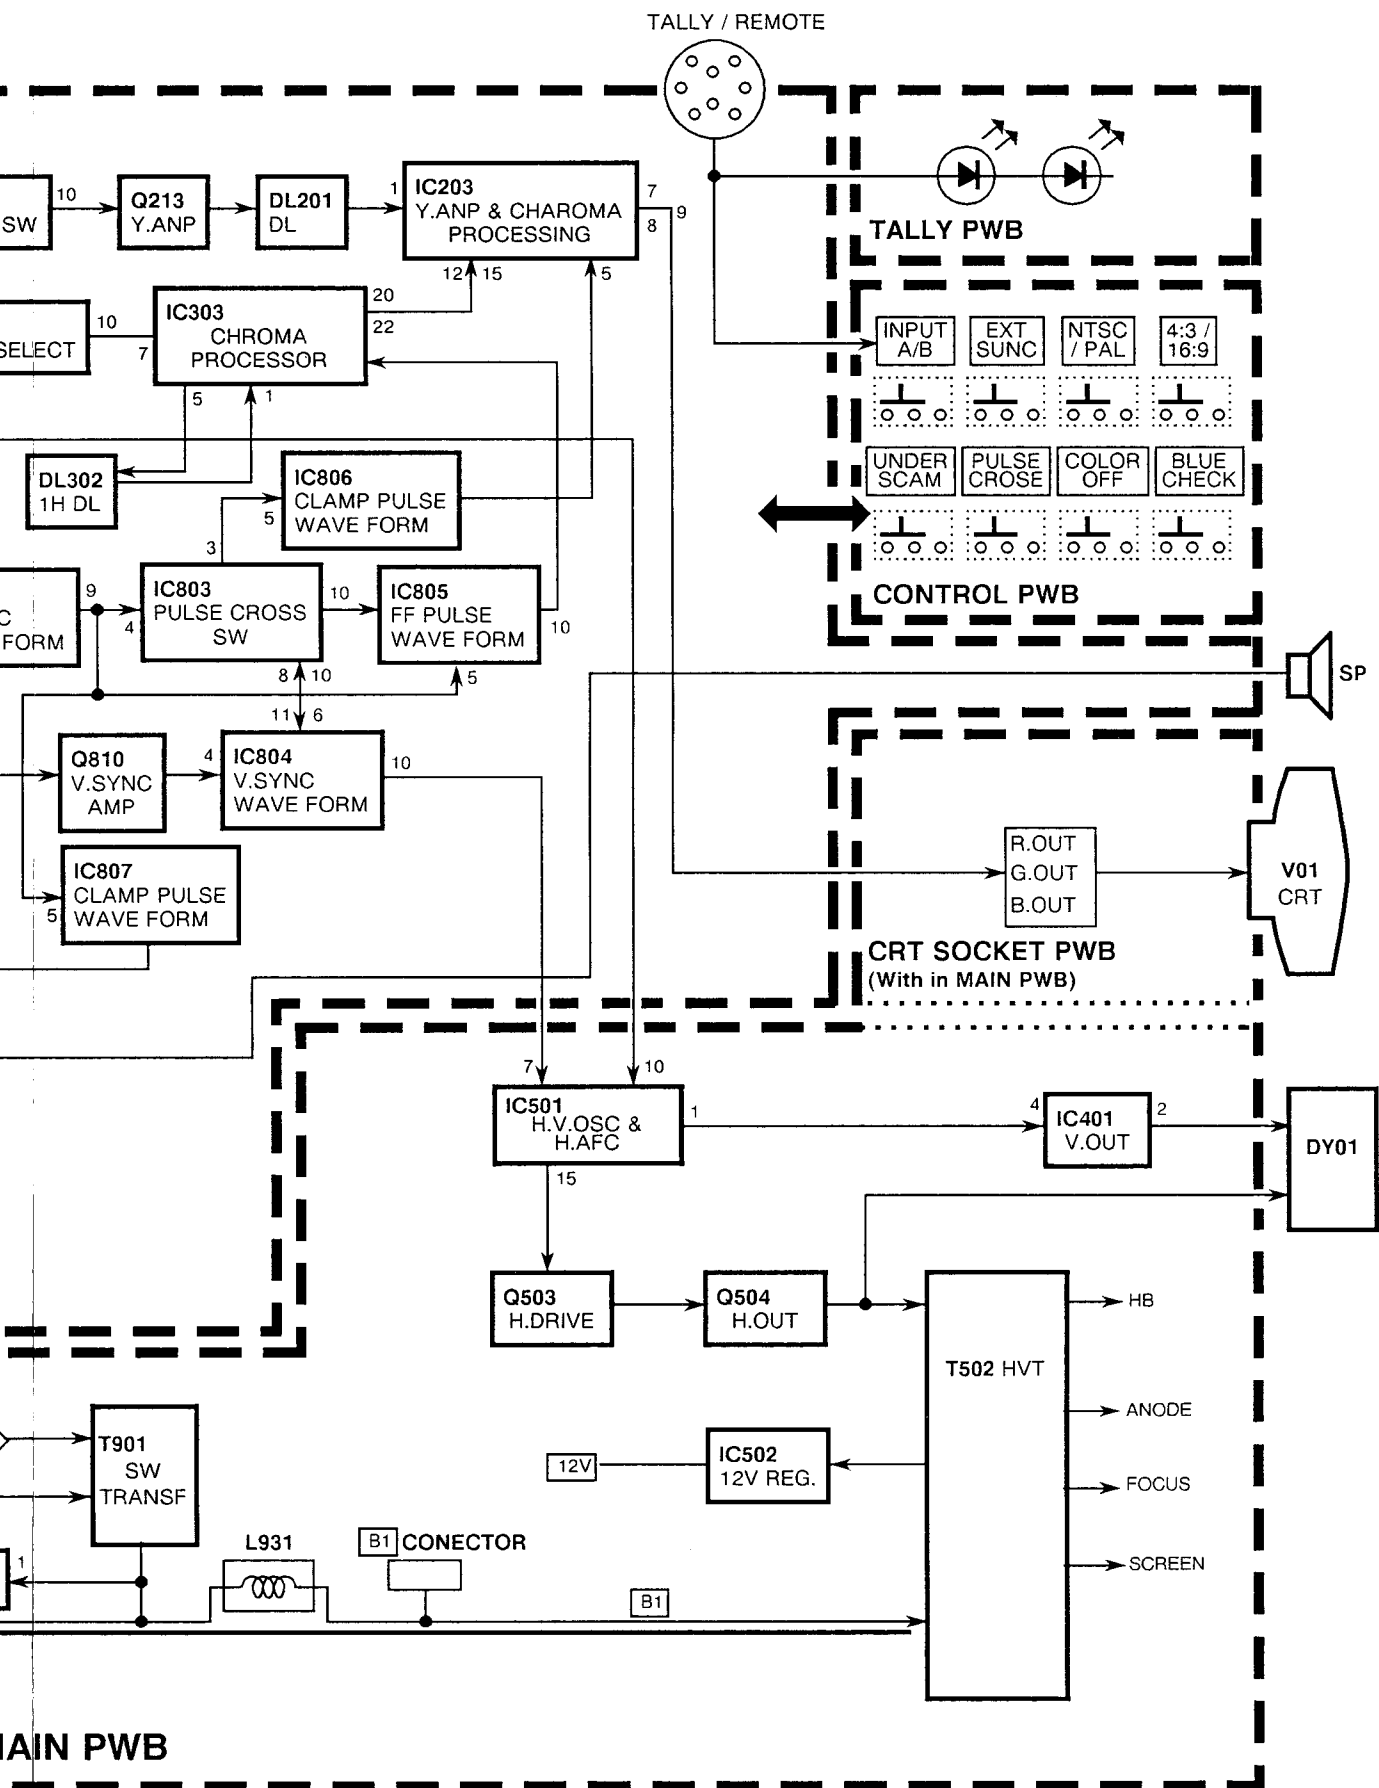 TALLY / REMOTE
SW
10
Q213
Y.ANP
DL201
DL
1
IC203
Y.ANP & CHAROMA
PROCESSING
7
8
9
12
15
5
TALLY PWB
SELECT
10
7
IC303
CHROMA
PROCESSOR
20
22
5
1
INPUT
A/B
EXT
SUNC
NTSC
/ PAL
4:3 /
16:9
DL302
1H DL
IC806
CLAMP PULSE
WAVE FORM
5
3
UNDER
SCAM
PULSE
CROSE
COLOR
OFF
BLUE
CHECK
CONTROL PWB
C
FORM
9
4
IC803
PULSE CROSS
SW
10
IC805
FF PULSE
WAVE FORM
10
8
10
5
11
6
SP
Q810
V.SYNC
AMP
4
IC804
V.SYNC
WAVE FORM
10
IC807
CLAMP PULSE
WAVE FORM
5
R.OUT
G.OUT
B.OUT
V01
CRT
CRT SOCKET PWB
(With in MAIN PWB)
7
10
IC501
H.V.OSC &
H.AFC
1
4
IC401
V.OUT
2
DY01
15
Q503
H.DRIVE
Q504
H.OUT
T502 HVT
HB
ANODE
FOCUS
SCREEN
12V
IC502
12V REG.
T901
SW
TRANSF
1
L931
B1 CONECTOR
B1
MAIN PWB